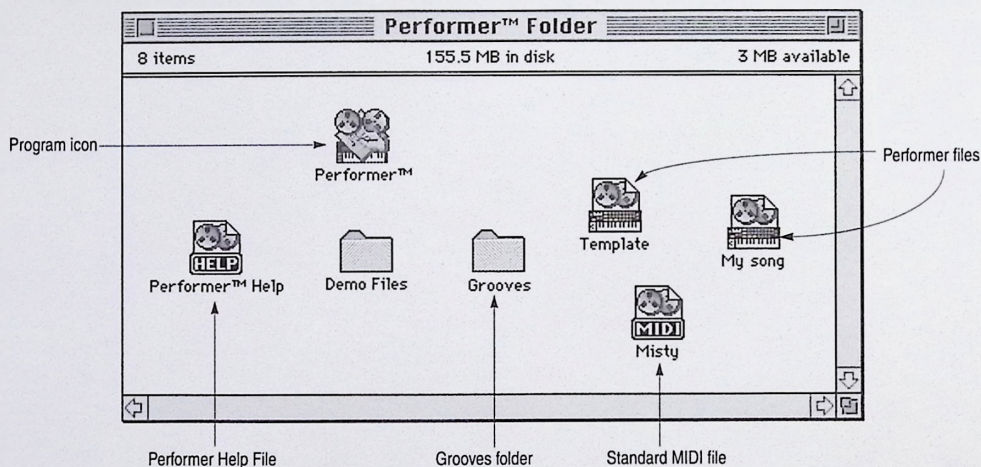 Performer™ Folder
8 items 155.5 MB in disk 3 MB available
Program icon
Performer™
Performer files
Template
My song
HELP
Performer™ Help
Demo Files
Grooves
MIDI
Misty
Performer Help File
Grooves folder
Standard MIDI file